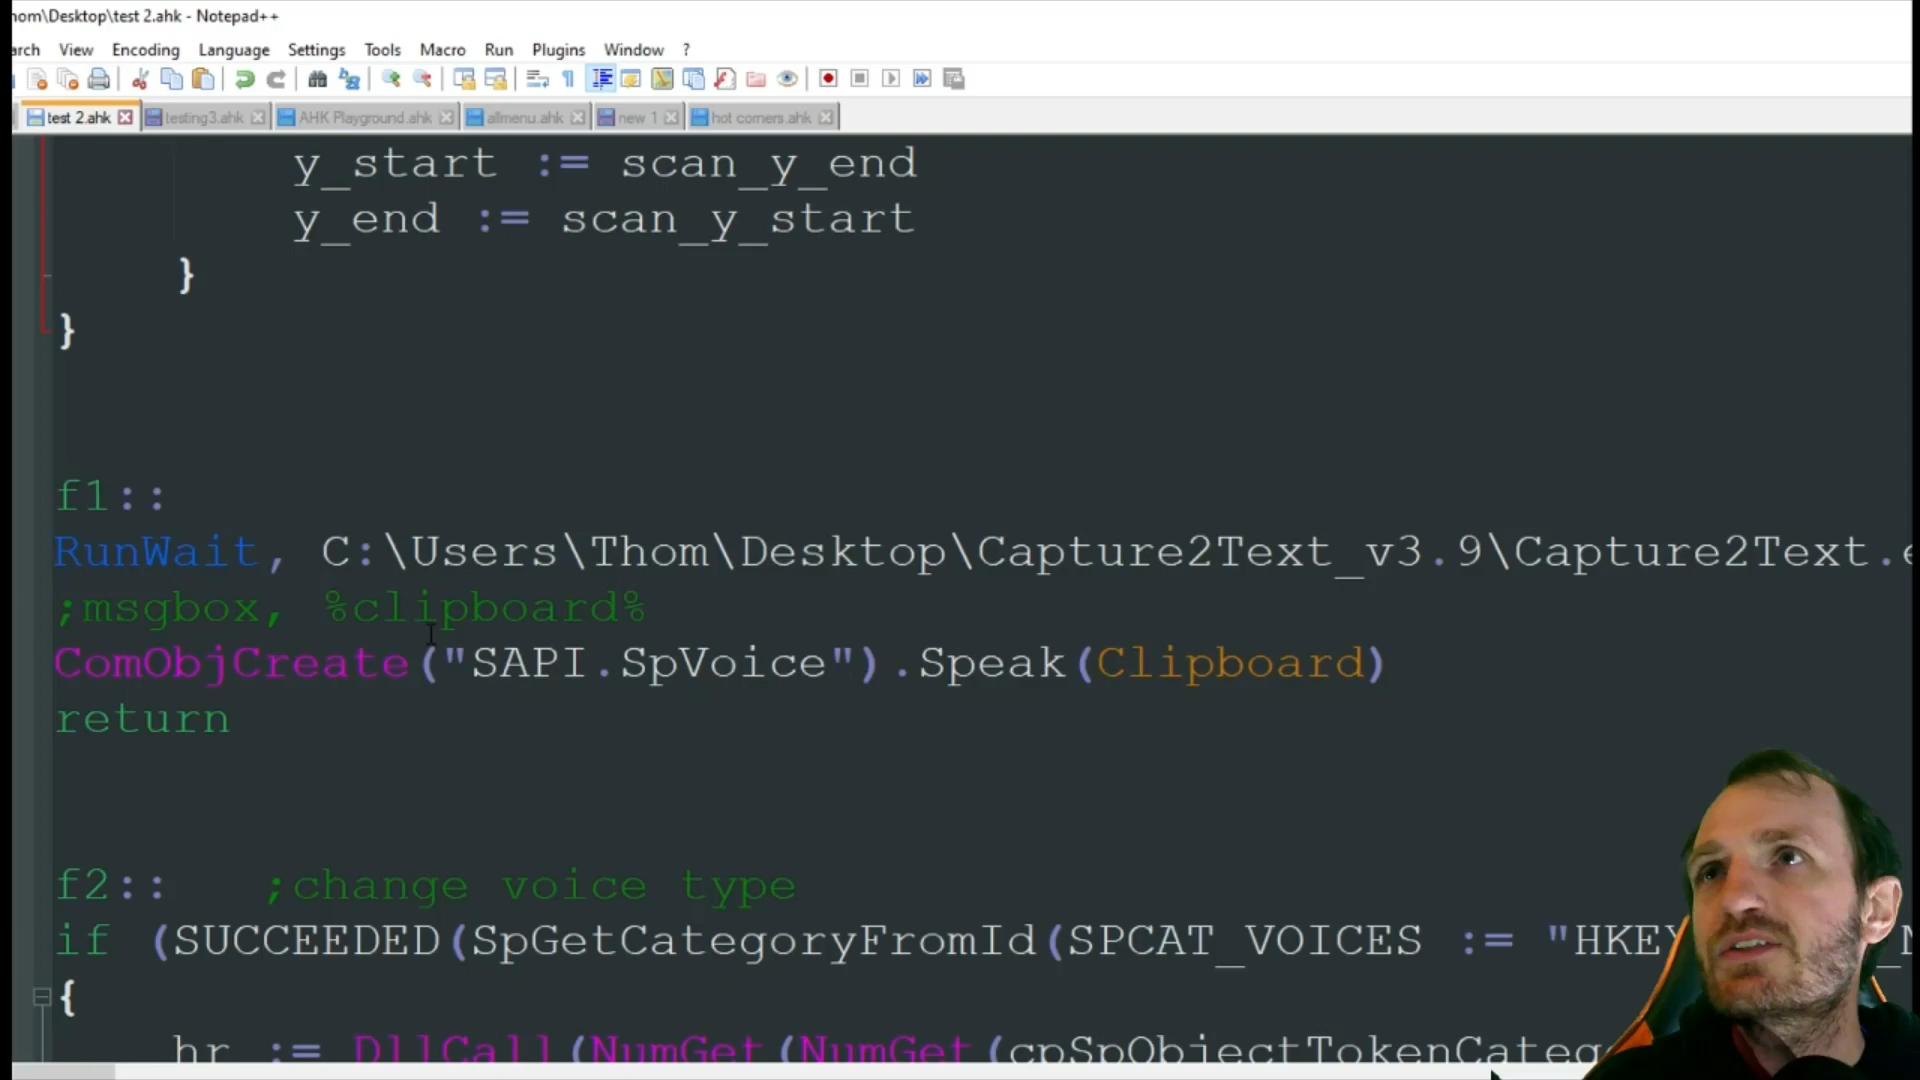 hom\Desktop\test 2.ahk - Notepad++
arch View Encoding Language Settings Tools Macro Run Plugins Window ?
test 2.ahk testing3.ahk AHK Playground.ahk allmenu.ahk new 1 hot corners.ahk
y_start := scan_y_end
y_end := scan_y_start
}
}
f1::
RunWait, C:\Users\Thom\Desktop\Capture2Text_v3.9\Capture2Text.e
;msgbox, %clipboard%
ComObjCreate("SAPI.SpVoice").Speak(Clipboard)
return
f2:: ;change voice type
if (SUCCEEDED(SpGetCategoryFromId(SPCAT_VOICES := "HKEY
{
hr := DllCall(NumGet(NumGet(cpSpObjectTokenCatego